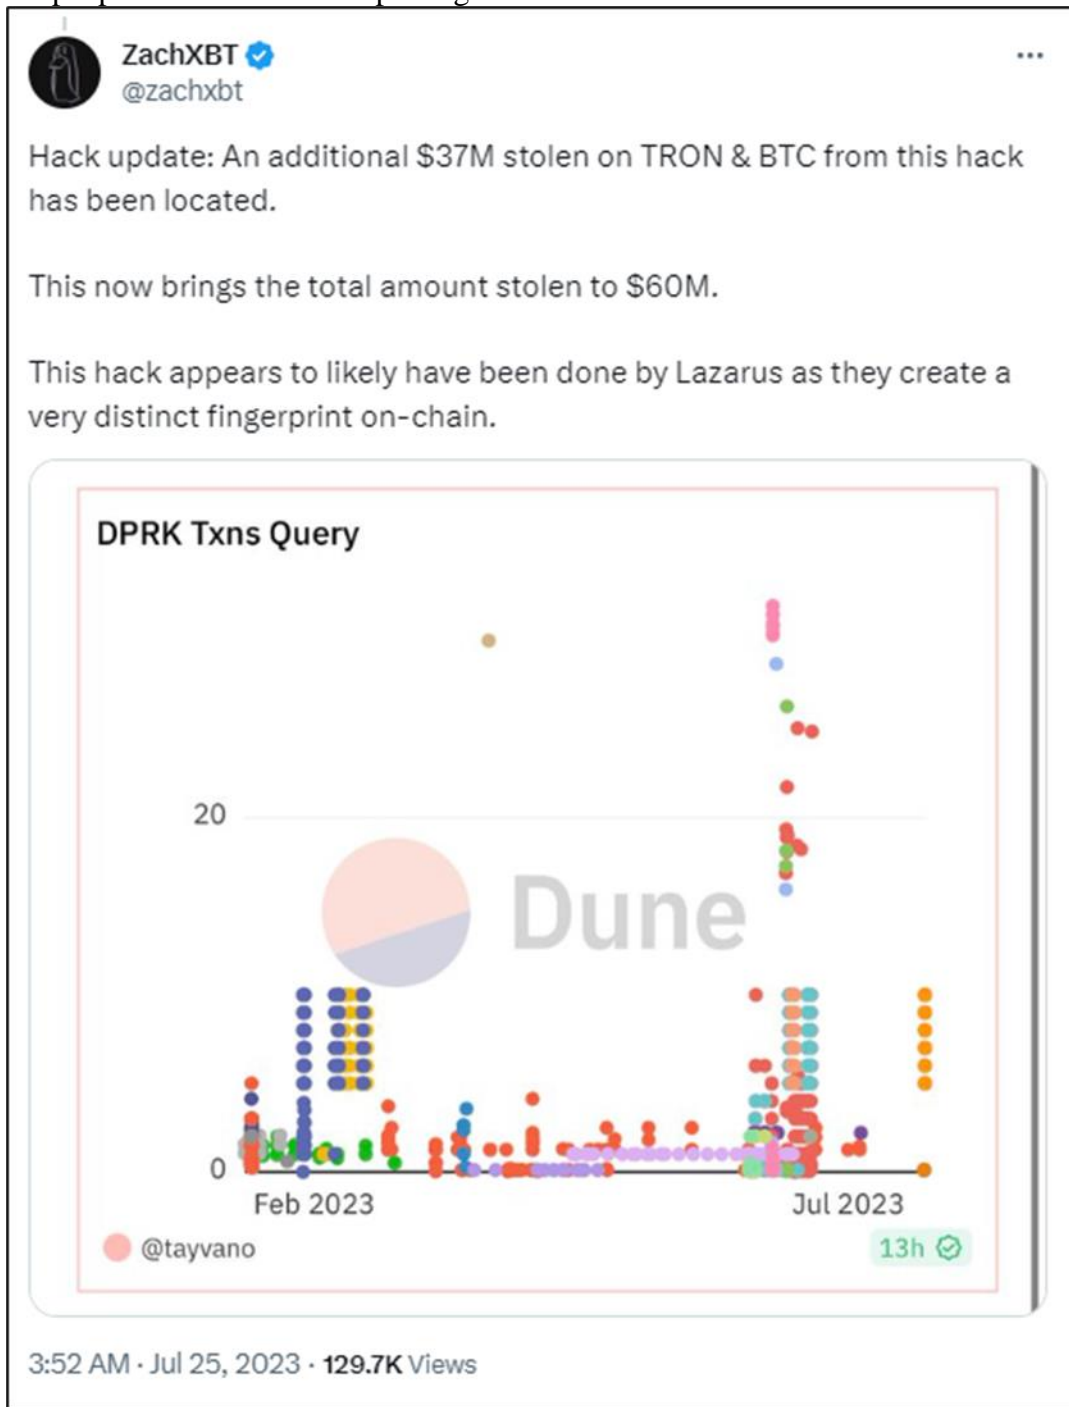 ZachXBT
@zachxbt
Hack update: An additional $37M stolen on TRON & BTC from this hack
has been located.
This now brings the total amount stolen to $60M.
This hack appears to likely have been done by Lazarus as they create a
very distinct fingerprint on-chain.
DPRK Txns Query
20
Dune
0
Feb 2023
Jul 2023
@tayvano
13h
3:52 AM · Jul 25, 2023 · 129.7K Views